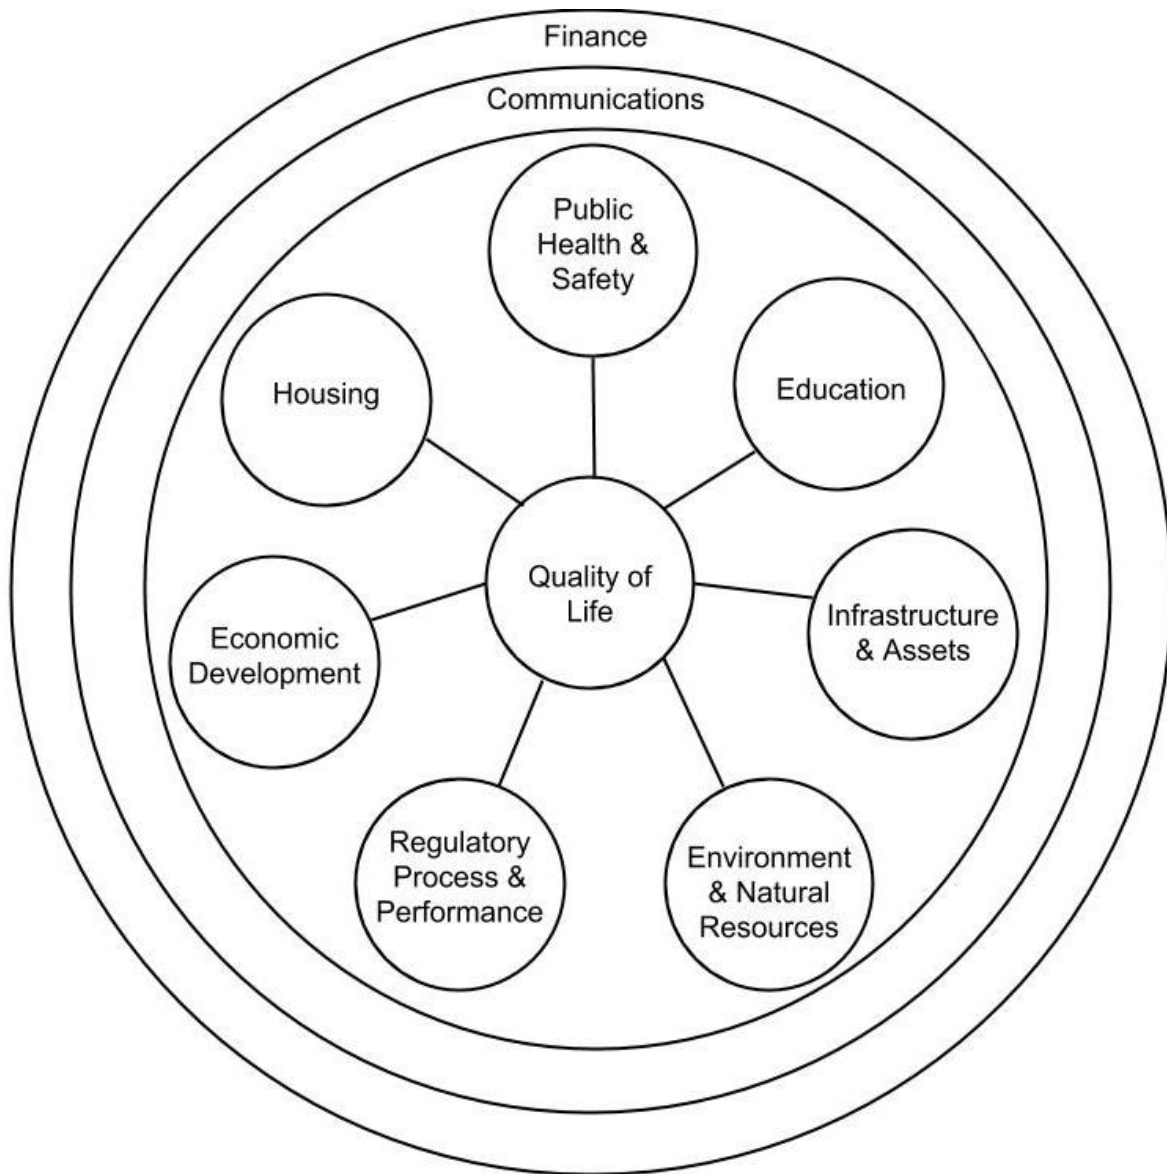 Finance
Communications
Public
Health &
Safety
Housing
Education
Quality of
Life
Infrastructure
& Assets
Economic
Development
Regulatory
Process &
Performance
Environment
& Natural
Resources